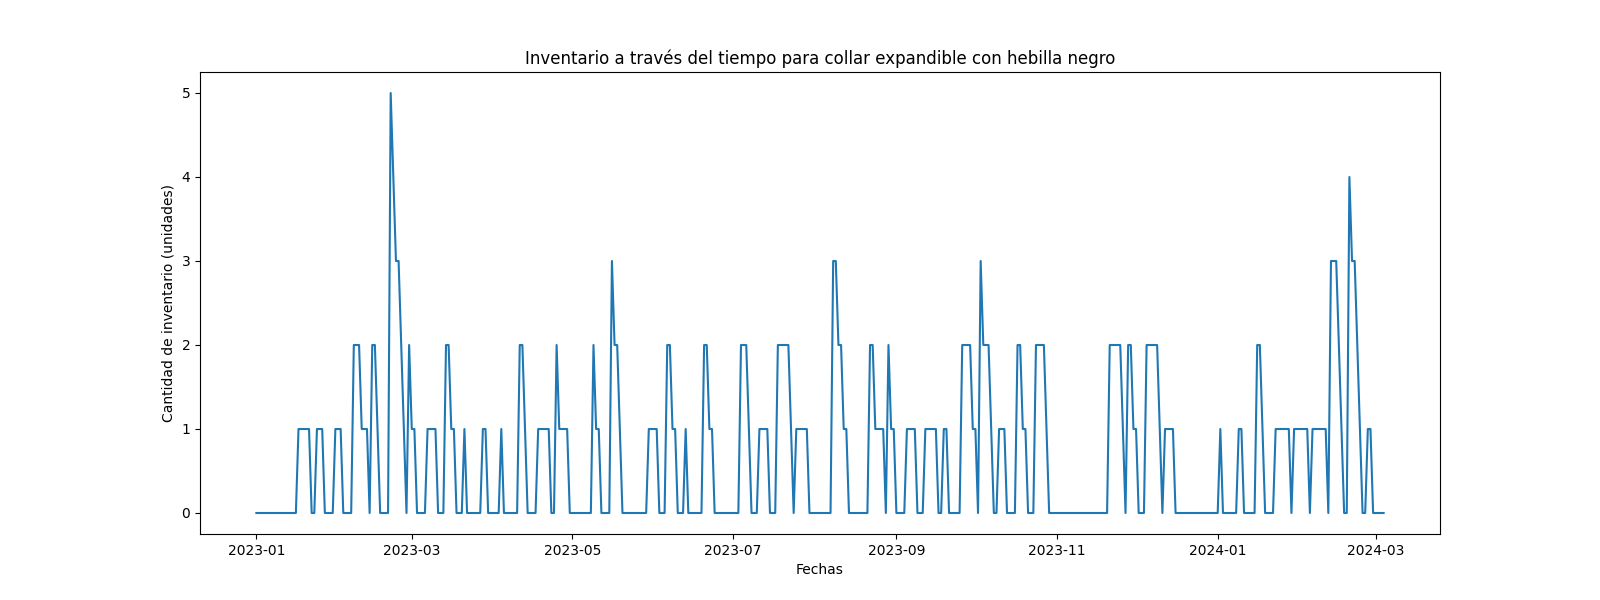 Inventario a través del tiempo para collar expandible con hebilla negro
Cantidad de inventario (unidades)
5
4
3
2
1
0
2023-01 2023-03 2023-05 2023-07 2023-09 2023-11 2024-01 2024-03
Fechas